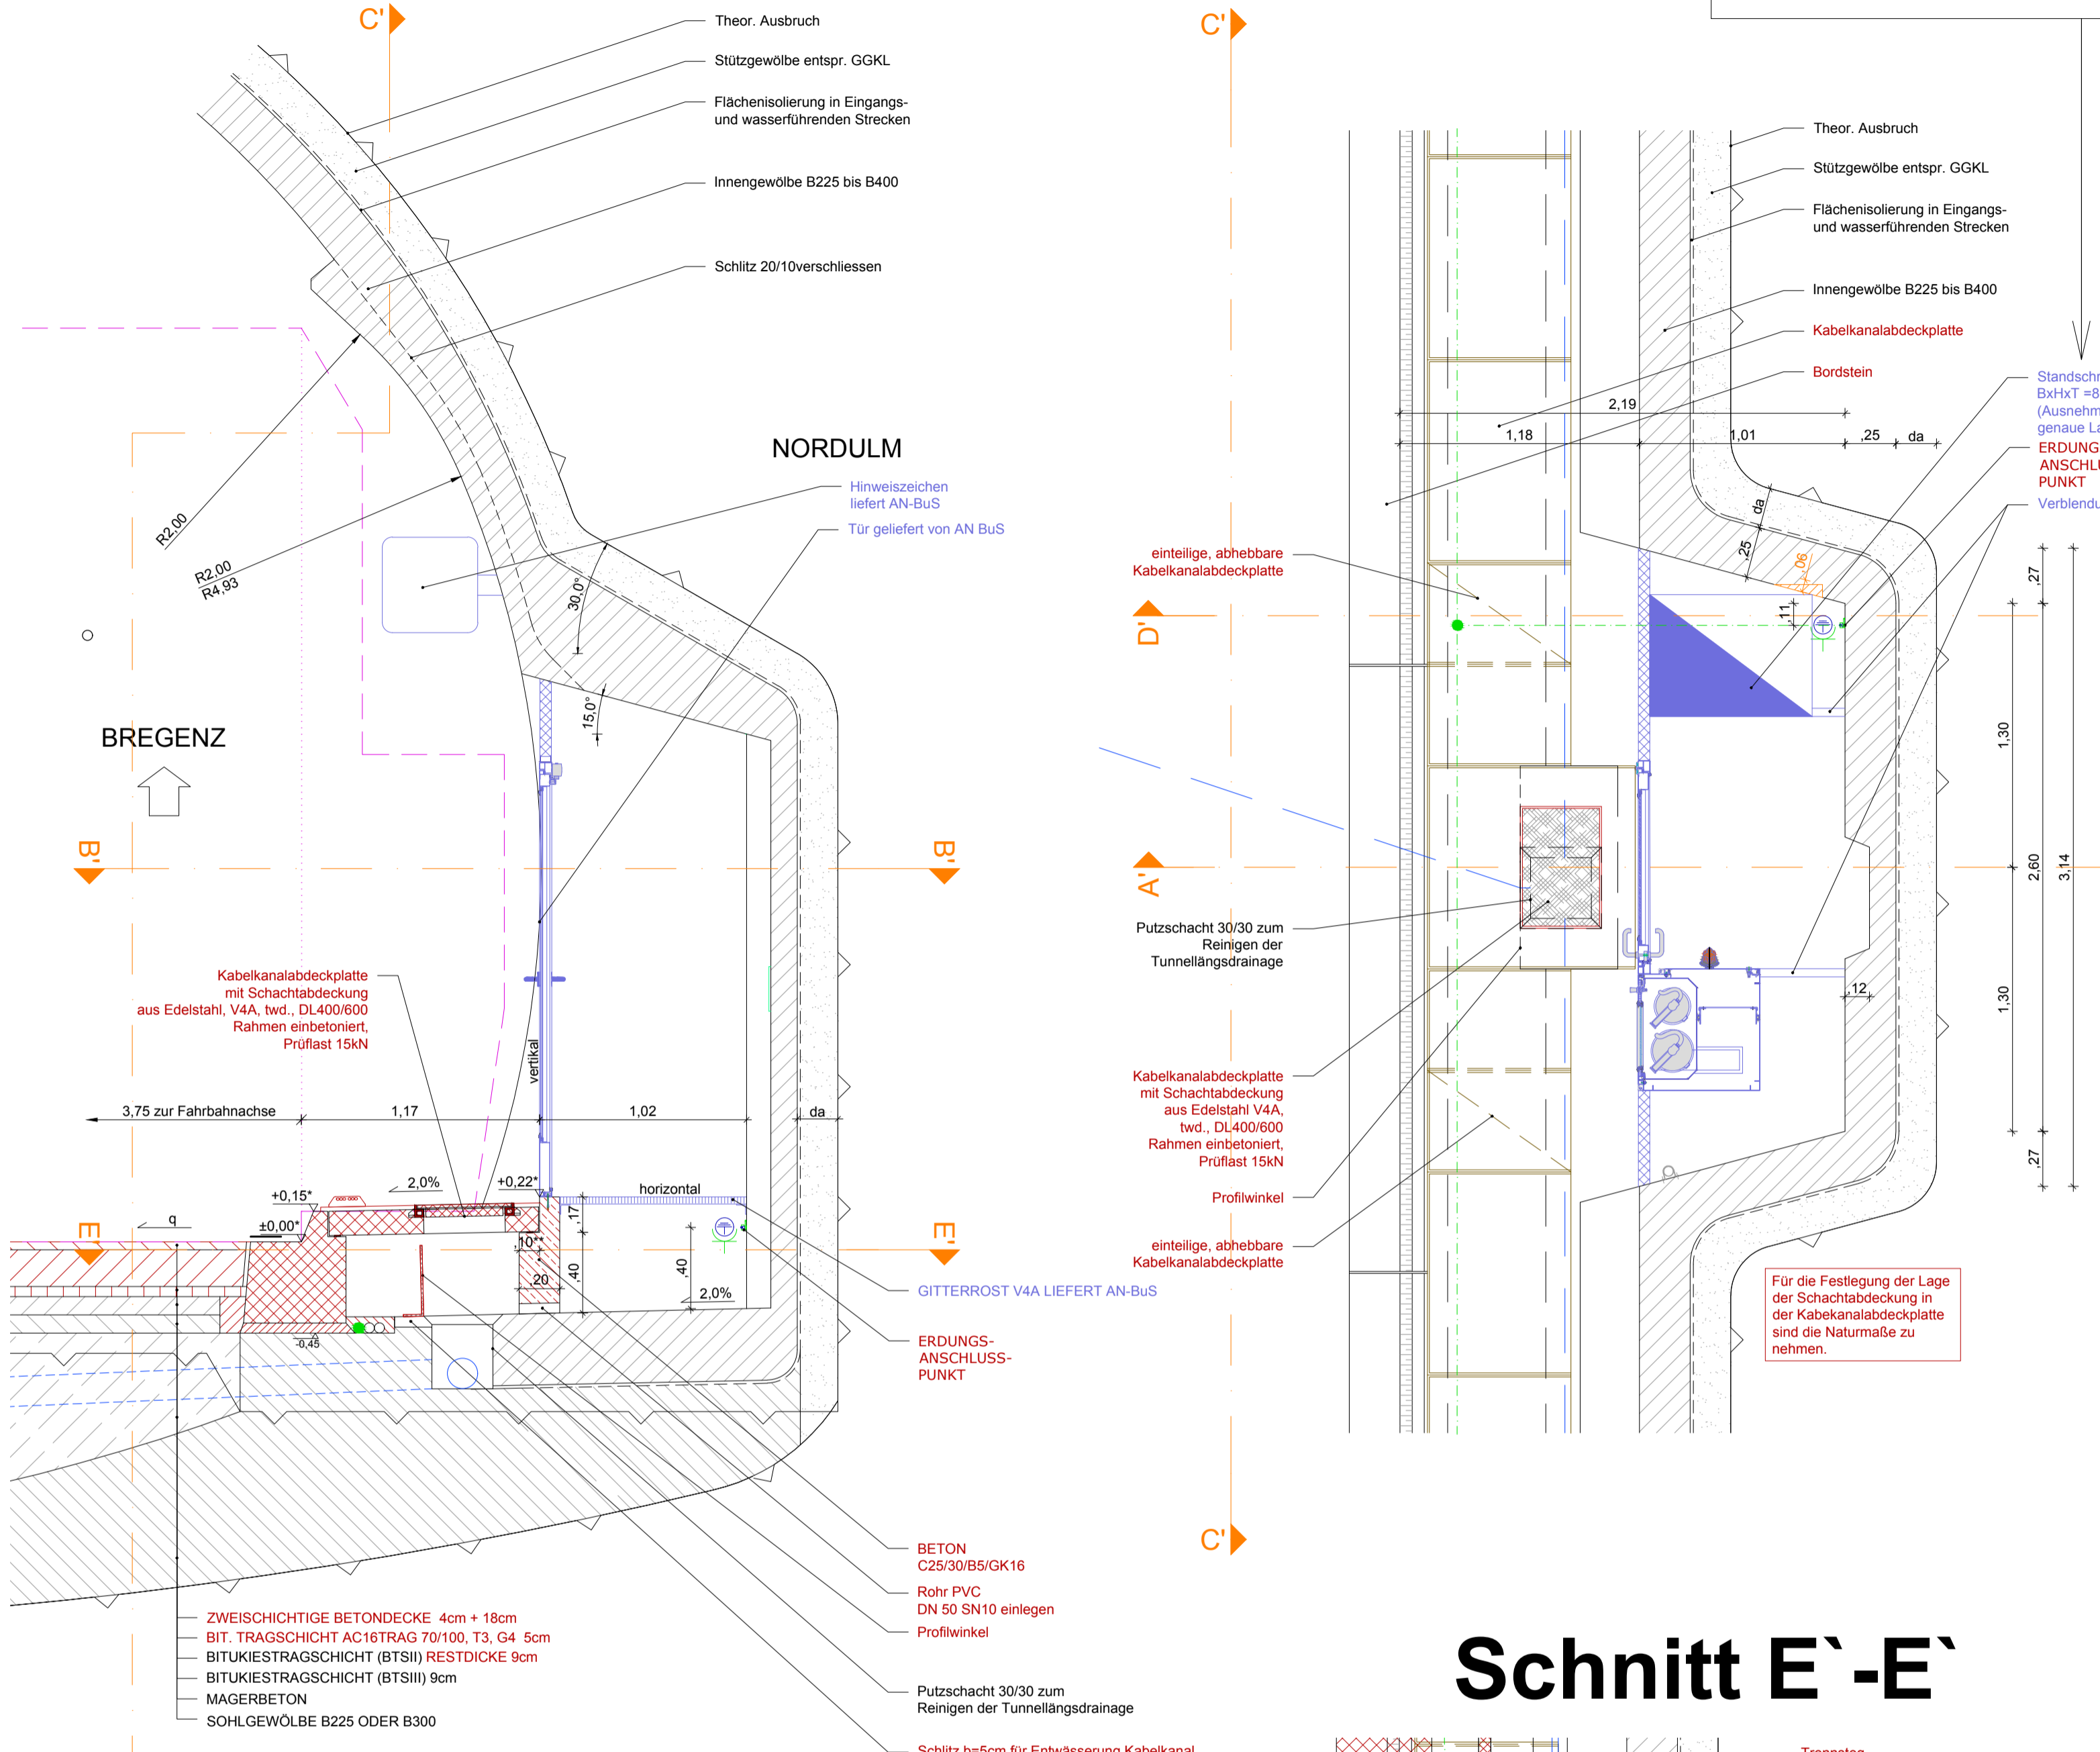 C'
Theor. Ausbruch
Stützgewölbe entspr. GGKL
Flächenisolierung in Eingangs-
und wasserführenden Strecken
Innengewölbe B225 bis B400
Schlitz 20/10verschliessen
NORDULM
Hinweiszeichen
liefert AN-BuS
Tür geliefert von AN BuS
R2,00
R2,00
R4,93
30,0°
15,0°
BREGENZ
B'
B'
Kabelkanalabdeckplatte
mit Schachtabdeckung
aus Edelstahl, V4A, twd., DL400/600
Rahmen einbetoniert,
Prüflast 15kN
vertikal
3,75 zur Fahrbahnachse
1,17
1,02
da
+0,15*
2,0%
+0,22*
horizontal
q
±0,00*
,17
E'
E'
,10**
,20
,40
,40
2,0%
-0,45
GITTERROST V4A LIEFERT AN-BuS
ERDUNGS-
ANSCHLUSS-
PUNKT
BETON
C25/30/B5/GK16
Rohr PVC
DN 50 SN10 einlegen
Profilwinkel
Putzschacht 30/30 zum
Reinigen der Tunnellängsdrainage
Schlitz b=5cm für Entwässerung Kabelkanal
ZWEISCHICHTIGE BETONDECKE 4cm + 18cm
BIT. TRAGSCHICHT AC16TRAG 70/100, T3, G4 5cm
BITUKIESTRAGSCHICHT (BTSII) RESTDICKE 9cm
BITUKIESTRAGSCHICHT (BTSIII) 9cm
MAGERBETON
SOHLGEWÖLBE B225 ODER B300
C'
Theor. Ausbruch
Stützgewölbe entspr. GGKL
Flächenisolierung in Eingangs-
und wasserführenden Strecken
Innengewölbe B225 bis B400
Kabelkanalabdeckplatte
Bordstein
2,19
1,18
1,01
,25
da
BxHxT =8
ERDUNG
PUNKT
da
,25
,06
,11
,27
1,30
2,60
3,14
1,30
,27
,12
einteilige, abhebbare
Kabelkanalabdeckplatte
D'
A'
Putzschacht 30/30 zum
Reinigen der
Tunnellängsdrainage
Kabelkanalabdeckplatte
mit Schachtabdeckung
aus Edelstahl V4A,
twd., DL400/600
Rahmen einbetoniert,
Prüflast 15kN
Profilwinkel
einteilige, abhebbare
Kabelkanalabdeckplatte
Für die Festlegung der Lage
der Schachtabdeckung in
der Kabekanalabdeckplatte
sind die Naturmaße zu
nehmen.
C'
Schnitt E`-E`